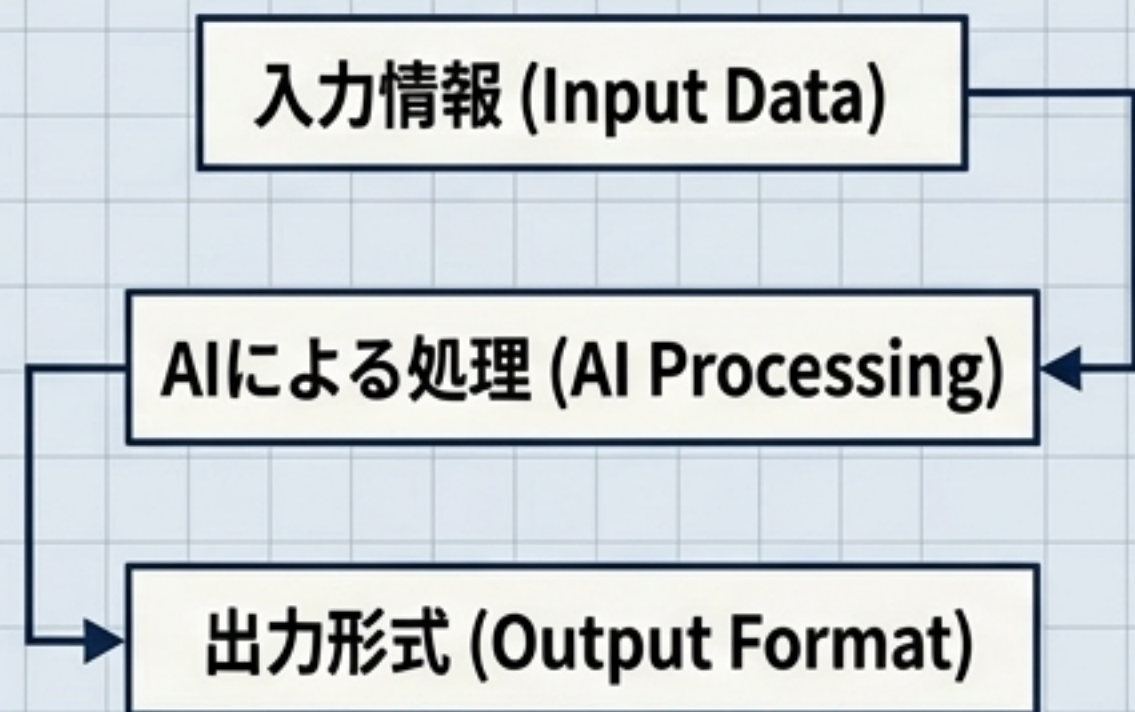 入力情報 (Input Data)
AIによる処理 (AI Processing)
出力形式 (Output Format)